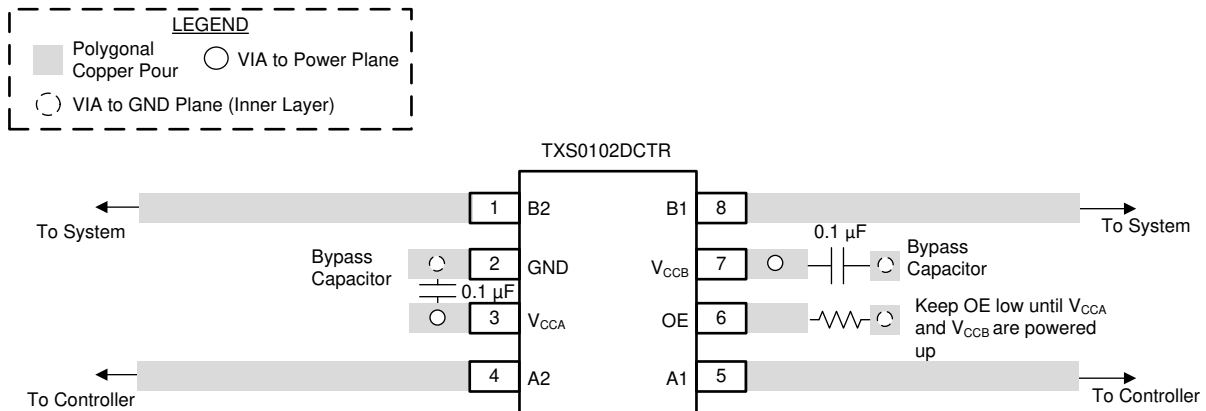 LEGEND
Polygonal
Copper Pour
VIA to Power Plane
VIA to GND Plane (Inner Layer)
TXS0102DCTR
1
B2
B1
8
To System
To System
Bypass
Capacitor
2
GND
VCCB
7
0.1 µF
Bypass
Capacitor
0.1 µF
3
VCCA
OE
6
Keep OE low until VCCA
and VCCB are powered
up
4
A2
A1
5
To Controller
To Controller